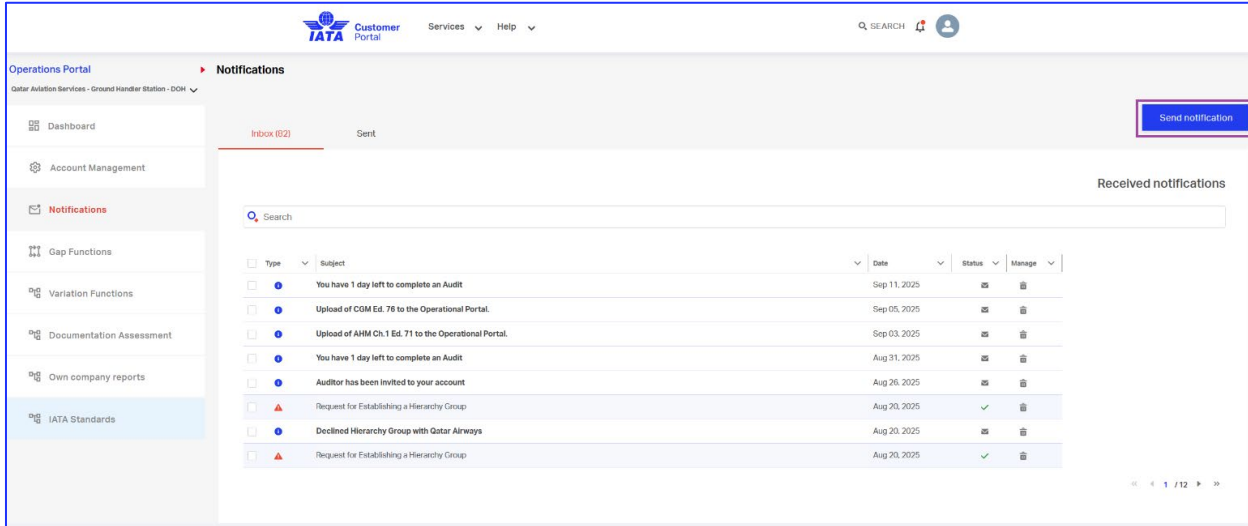 IATA Customer Portal
Services Help
SEARCH
Operations Portal
Qatar Aviation Services - Ground Handler Station - DOH
Notifications
Dashboard
Account Management
Notifications
Gap Functions
Variation Functions
Documentation Assessment
Own company reports
IATA Standards
Inbox (82) Sent
Send notification
Received notifications
Search
Type Subject Date Status Manage
You have 1 day left to complete an Audit Sep 11, 2025
Upload of CGM Ed. 76 to the Operational Portal. Sep 05, 2025
Upload of AHM Ch.1 Ed. 71 to the Operational Portal. Sep 03, 2025
You have 1 day left to complete an Audit Aug 31, 2025
Auditor has been invited to your account Aug 26, 2025
Request for Establishing a Hierarchy Group Aug 20, 2025
Declined Hierarchy Group with Qatar Airways Aug 20, 2025
Request for Establishing a Hierarchy Group Aug 20, 2025
1 / 12